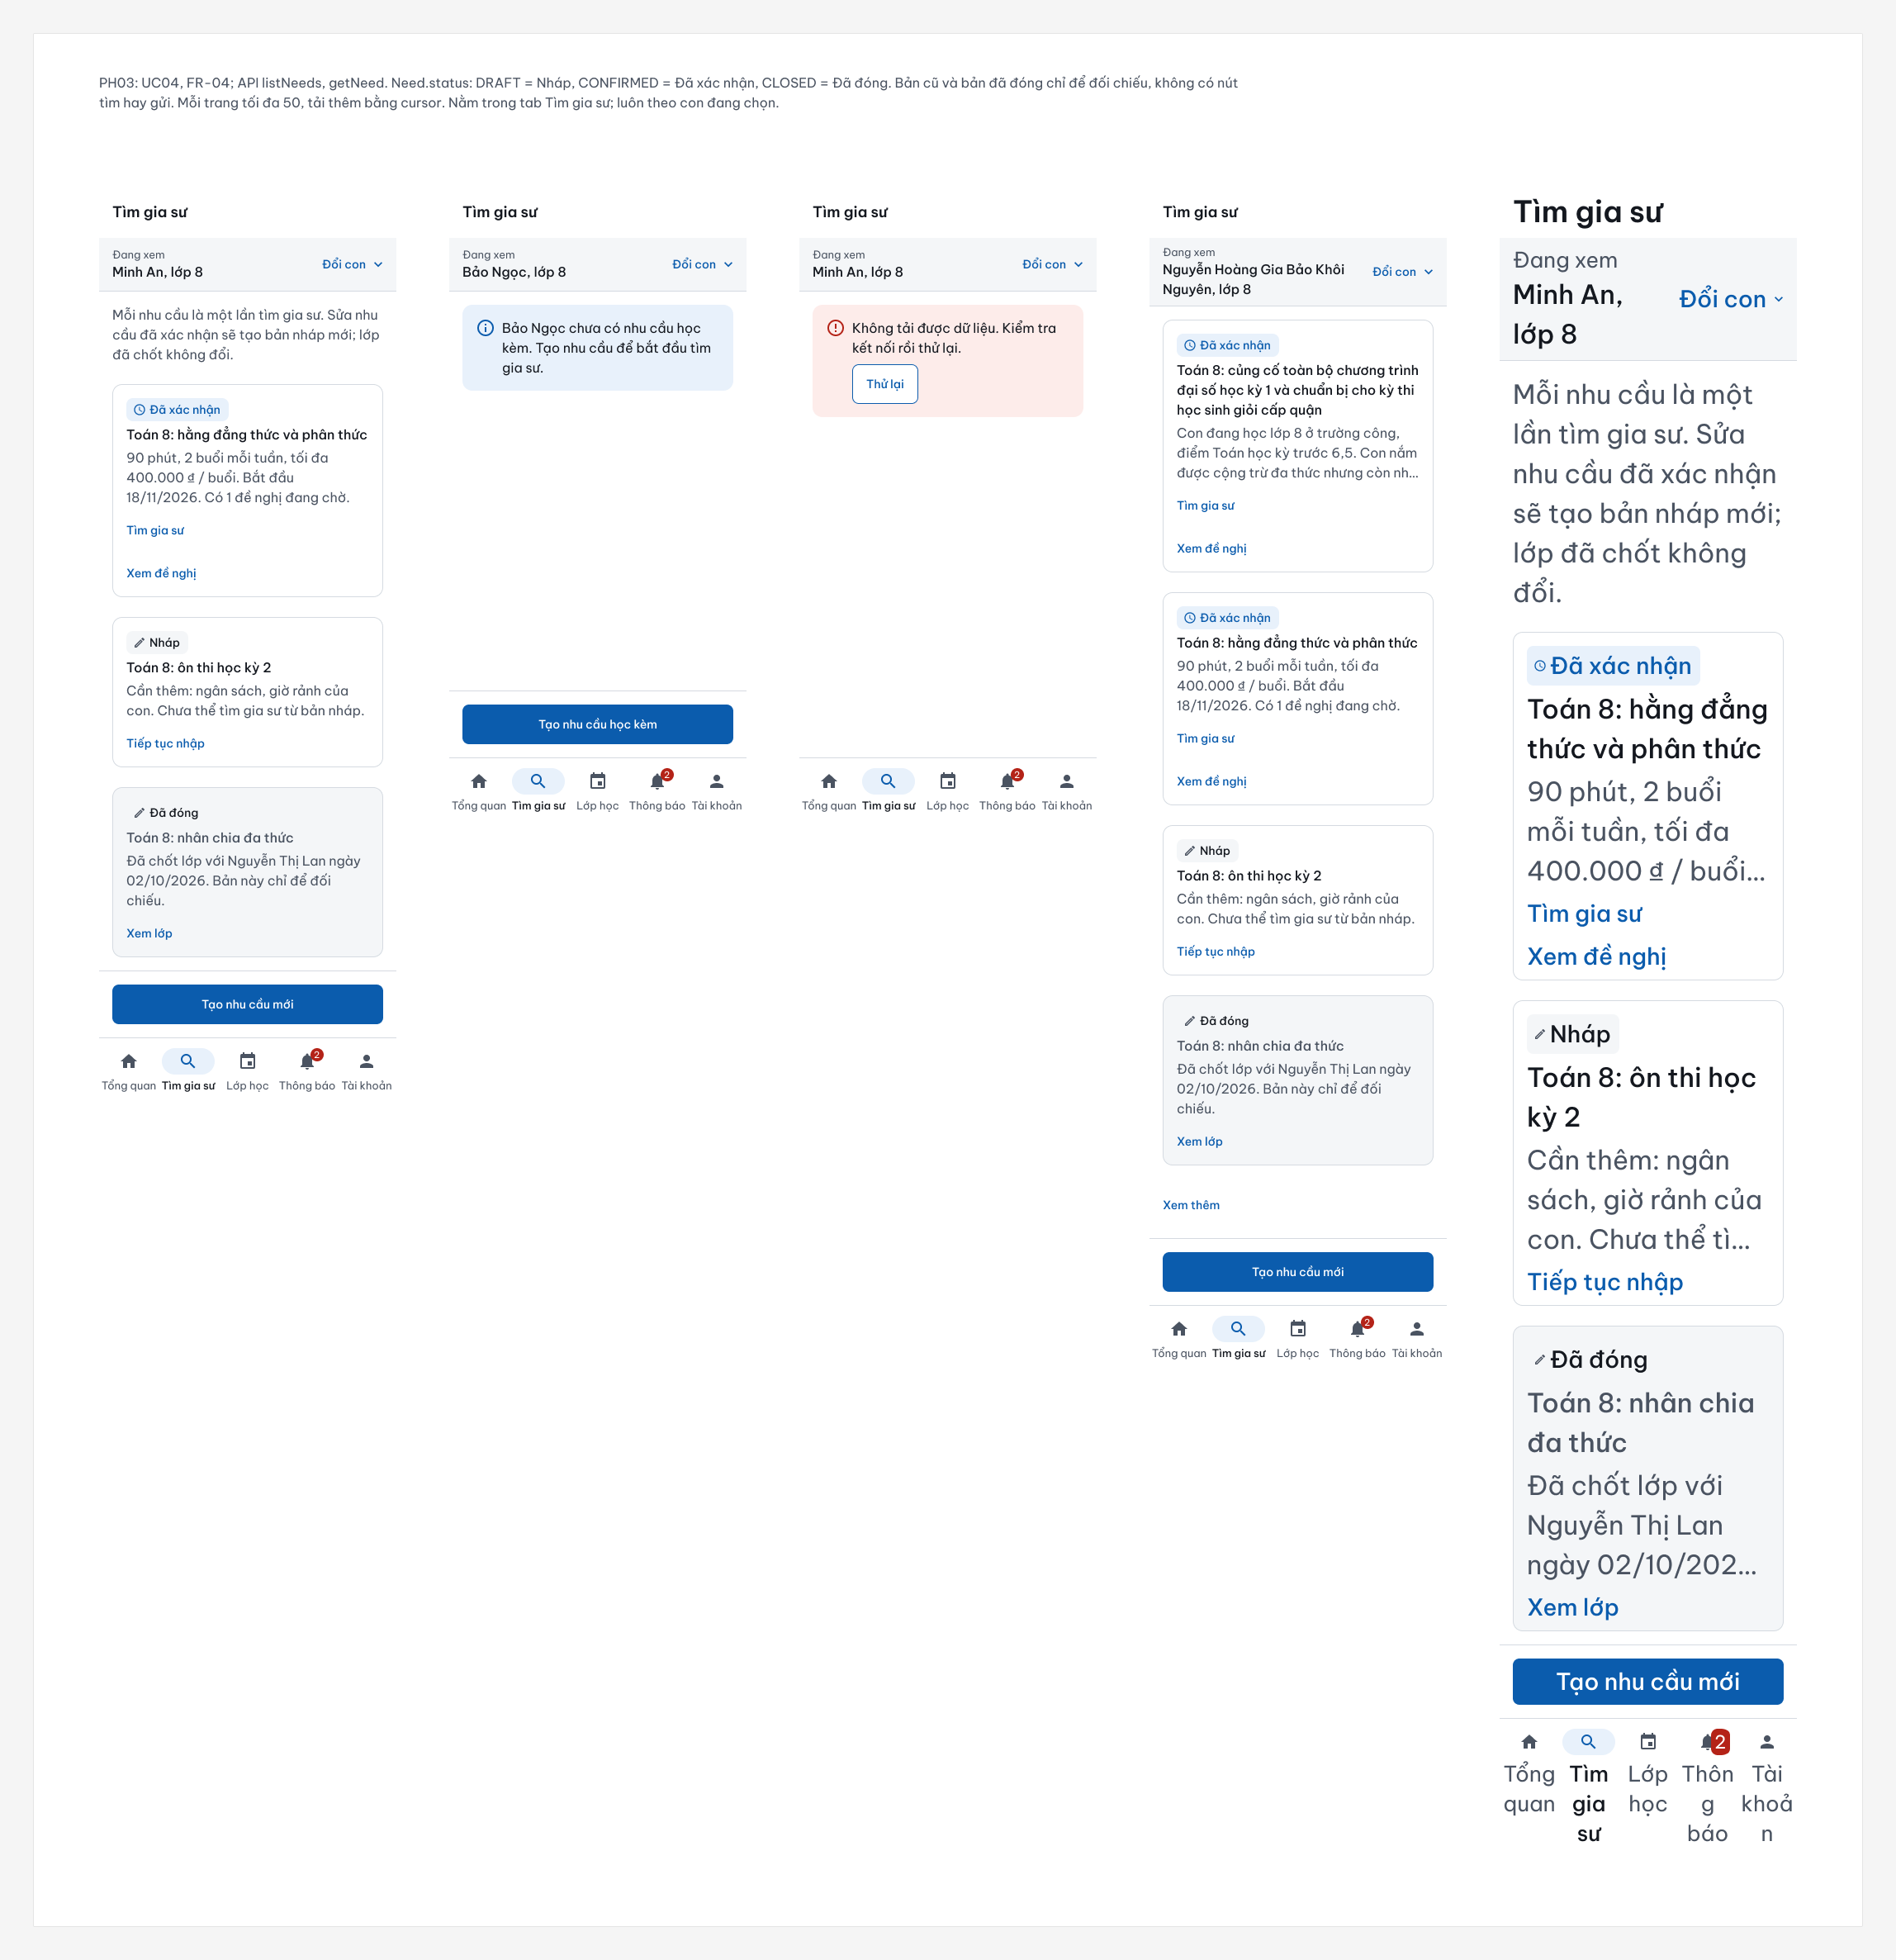 PH03: UC04, FR-04; API listNeeds, getNeed. Need.status: DRAFT = Nháp, CONFIRMED = Đã xác nhận, CLOSED = Đã đóng. Bản cũ và bản đã đóng chỉ để đối chiếu, không có nút
tìm hay gửi. Mỗi trang tối đa 50, tải thêm bằng cursor. Nằm trong tab Tìm gia sư; luôn theo con đang chọn.
Tìm gia sư
Đang xem
Minh An, lớp 8
Đổi con
Mỗi nhu cầu là một lần tìm gia sư. Sửa nhu
cầu đã xác nhận sẽ tạo bản nháp mới; lớp
đã chốt không đổi.
Đã xác nhận
Toán 8: hằng đẳng thức và phân thức
90 phút, 2 buổi mỗi tuần, tối đa
400.000 ₫ / buổi. Bắt đầu
18/11/2026. Có 1 đề nghị đang chờ.
Tìm gia sư
Xem đề nghị
Nháp
Toán 8: ôn thi học kỳ 2
Cần thêm: ngân sách, giờ rảnh của
con. Chưa thể tìm gia sư từ bản nháp.
Tiếp tục nhập
Đã đóng
Toán 8: nhân chia đa thức
Đã chốt lớp với Nguyễn Thị Lan ngày
02/10/2026. Bản này chỉ để đối
chiếu.
Xem lớp
Tạo nhu cầu mới
2
Tổng quan Tìm gia sư Lớp học Thông báo Tài khoản
Tìm gia sư
Đang xem
Bảo Ngọc, lớp 8
Đổi con
Bảo Ngọc chưa có nhu cầu học
kèm. Tạo nhu cầu để bắt đầu tìm
gia sư.
Tạo nhu cầu học kèm
2
Tổng quan Tìm gia sư Lớp học Thông báo Tài khoản
Tìm gia sư
Đang xem
Minh An, lớp 8
Đổi con
Không tải được dữ liệu. Kiểm tra
kết nối rồi thử lại.
Thử lại
2
Tổng quan Tìm gia sư Lớp học Thông báo Tài khoản
Tìm gia sư
Đang xem
Nguyễn Hoàng Gia Bảo Khôi
Nguyên, lớp 8
Đổi con
Đã xác nhận
Toán 8: củng cố toàn bộ chương trình
đại số học kỳ 1 và chuẩn bị cho kỳ thi
học sinh giỏi cấp quận
Con đang học lớp 8 ở trường công,
điểm Toán học kỳ trước 6,5. Con nắm
được cộng trừ đa thức nhưng còn nh...
Tìm gia sư
Xem đề nghị
Đã xác nhận
Toán 8: hằng đẳng thức và phân thức
90 phút, 2 buổi mỗi tuần, tối đa
400.000 ₫ / buổi. Bắt đầu
18/11/2026. Có 1 đề nghị đang chờ.
Tìm gia sư
Xem đề nghị
Nháp
Toán 8: ôn thi học kỳ 2
Cần thêm: ngân sách, giờ rảnh của
con. Chưa thể tìm gia sư từ bản nháp.
Tiếp tục nhập
Đã đóng
Toán 8: nhân chia đa thức
Đã chốt lớp với Nguyễn Thị Lan ngày
02/10/2026. Bản này chỉ để đối
chiếu.
Xem lớp
Xem thêm
Tạo nhu cầu mới
2
Tổng quan Tìm gia sư Lớp học Thông báo Tài khoản
Tìm gia sư
Đang xem
Minh An,
lớp 8
Đổi con
Mỗi nhu cầu là một
lần tìm gia sư. Sửa
nhu cầu đã xác nhận
sẽ tạo bản nháp mới;
lớp đã chốt không
đổi.
Đã xác nhận
Toán 8: hằng đẳng
thức và phân thức
90 phút, 2 buổi
mỗi tuần, tối đa
400.000 ₫ / buổi...
Tìm gia sư
Xem đề nghị
Nháp
Toán 8: ôn thi học
kỳ 2
Cần thêm: ngân
sách, giờ rảnh của
con. Chưa thể tì...
Tiếp tục nhập
Đã đóng
Toán 8: nhân chia
đa thức
Đã chốt lớp với
Nguyễn Thị Lan
ngày 02/10/202...
Xem lớp
Tạo nhu cầu mới
2
Tổng Tìm Lớp Thôn Tài
quan gia học g khoả
sư báo n